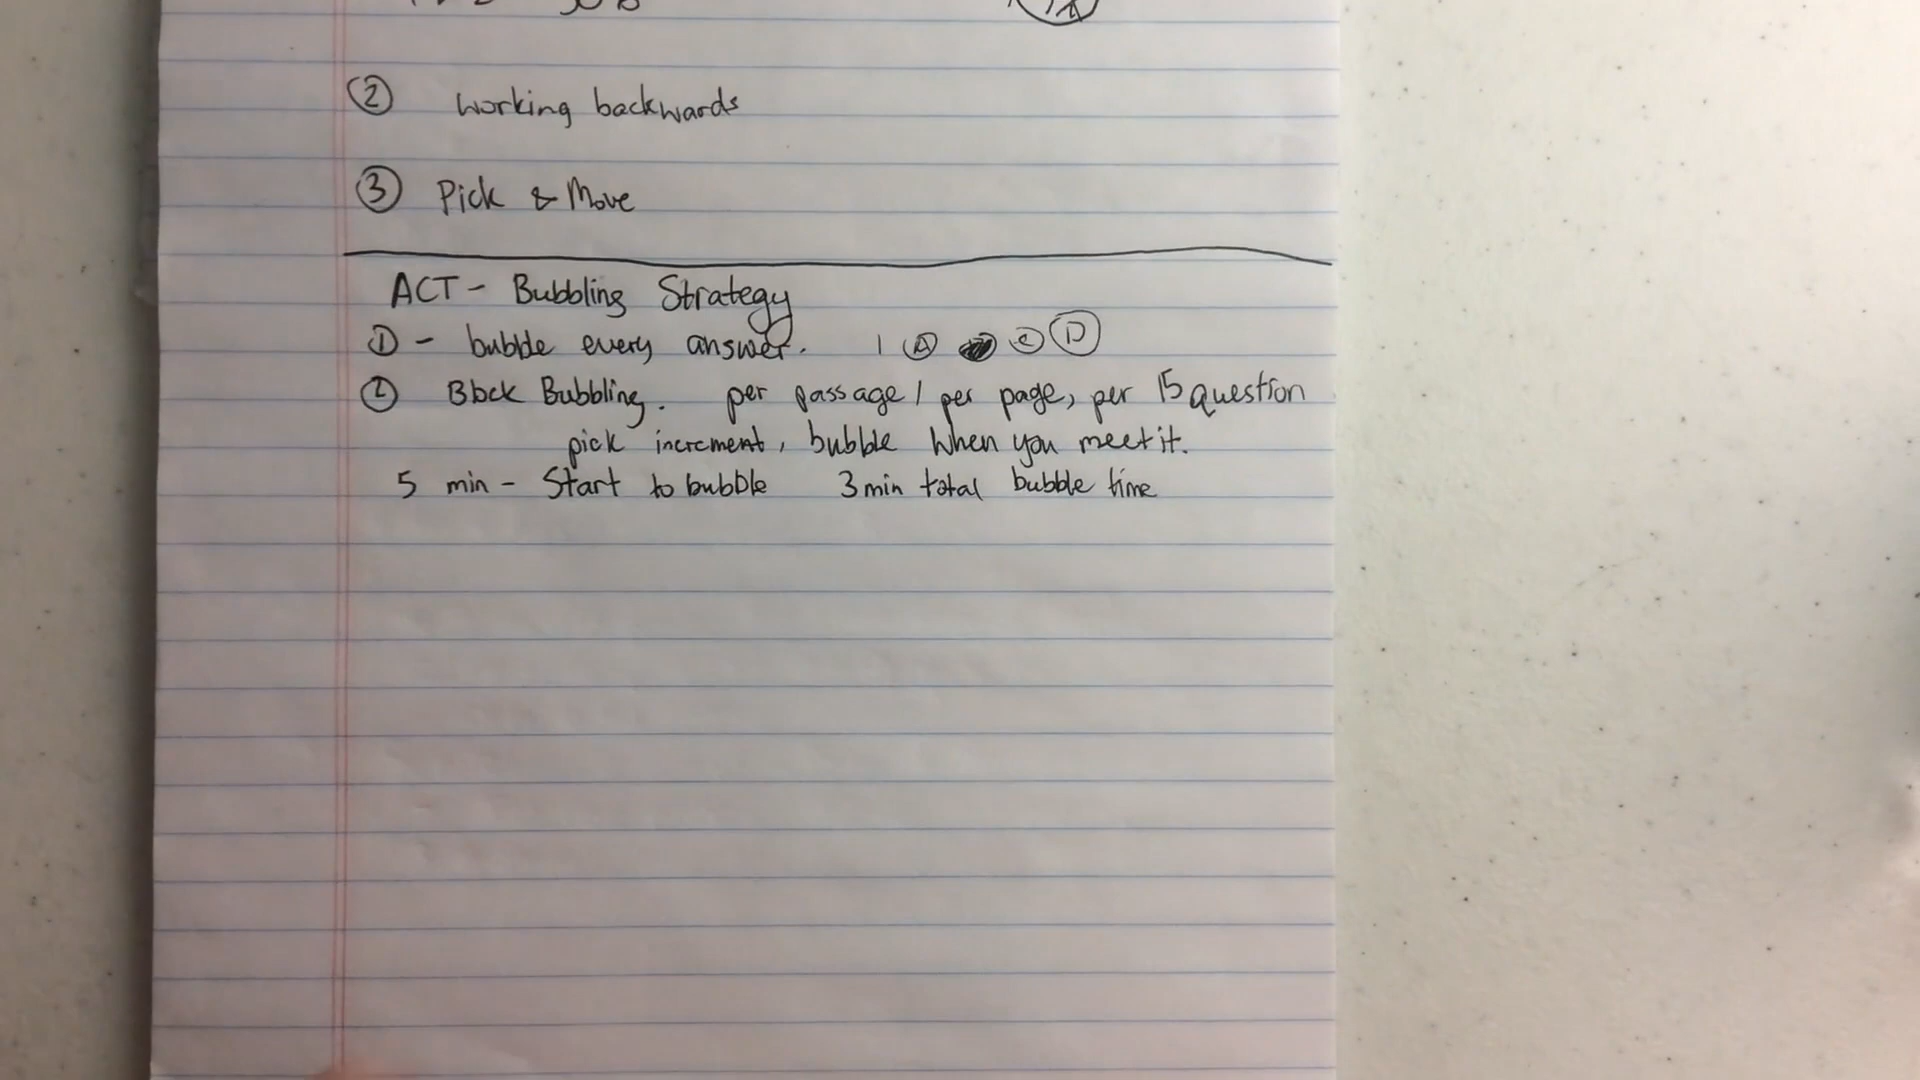 ② Working backwards
③ Pick & Move
ACT - Bubbling Strategy
① - bubble every answer. 1 Ⓐ Ⓒ Ⓓ
② Block Bubbling. per passage / per page, per 15 question
pick increment, bubble when you meet it.
5 min - Start to bubble 3 min total bubble time